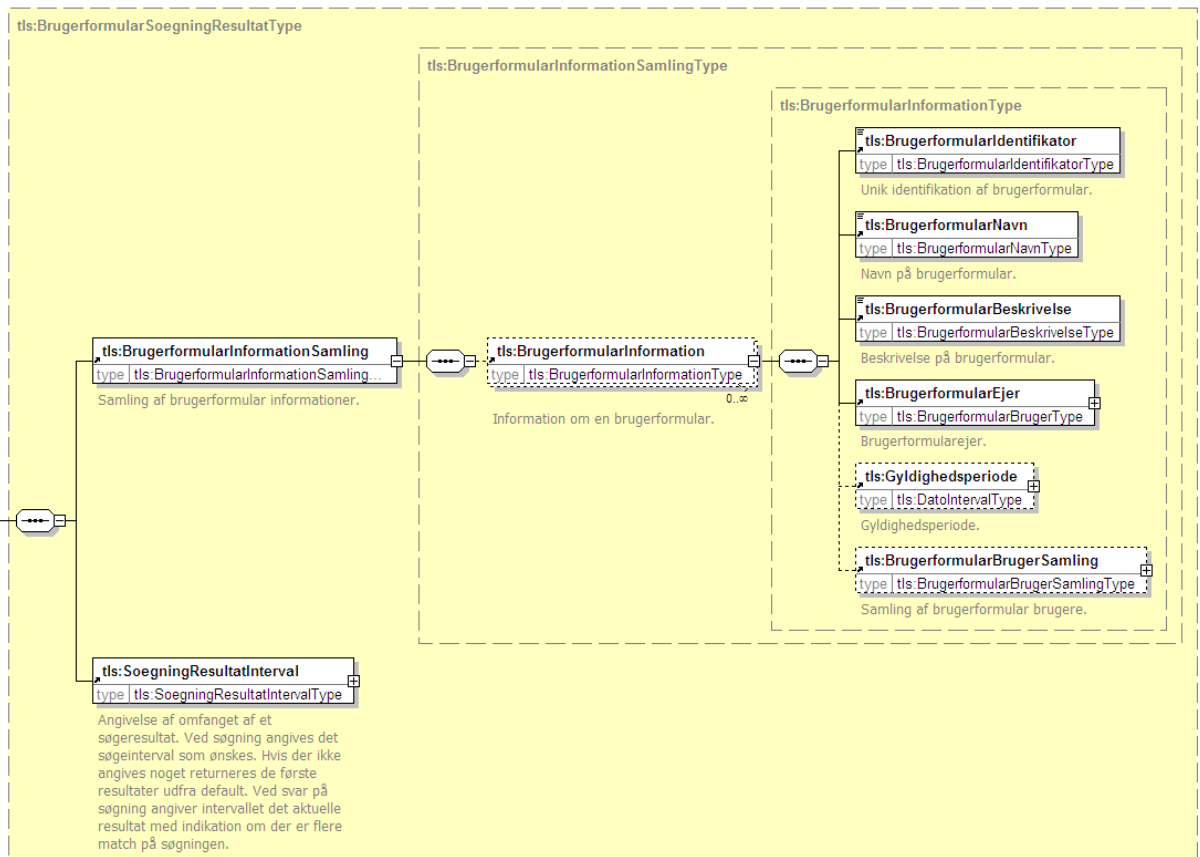 tls:BrugerformularSoegningResultatType
tls:BrugerformularInformationSamlingType
tls:BrugerformularInformationType
tls:BrugerformularIdentifikator
type tls:BrugerformularIdentifikatorType
Unik identifikation af brugerformular.
tls:BrugerformularNavn
type tls:BrugerformularNavnType
Navn på brugerformular.
tls:BrugerformularBeskrivelse
type tls:BrugerformularBeskrivelseType
Beskrivelse på brugerformular.
tls:BrugerformularInformationSamling
type tls:BrugerformularInformationSamling...
Samling af brugerformular informationer.
tls:BrugerformularInformation
type tls:BrugerformularInformationType
0..∞
Information om en brugerformular.
tls:BrugerformularEjer
type tls:BrugerformularBrugerType
Brugerformularejer.
tls:Gyldighedsperiode
type tls:DatoIntervalType
Gyldighedsperiode.
tls:BrugerformularBrugerSamling
type tls:BrugerformularBrugerSamlingType
Samling af brugerformular brugere.
tls:SoegningResultatInterval
type tls:SoegningResultatIntervalType
Angivelse af omfanget af et
søgeresultat. Ved søgning angives det
søgeinterval som ønskes. Hvis der ikke
angives noget returneres de første
resultater udfra default. Ved svar på
søgning angiver intervallet det aktuelle
resultat med indikation om der er flere
match på søgningen.